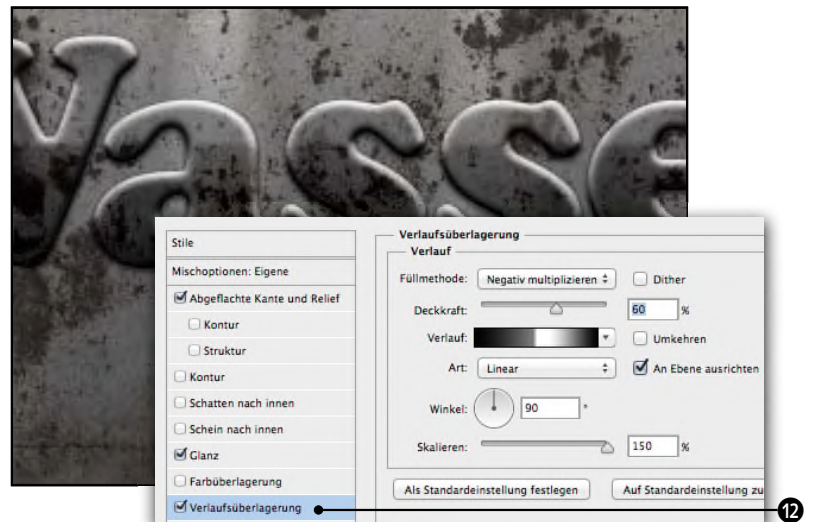 Wasse
Stile
Mischoptionen: Eigene
Abgeflachte Kante und Relief
Kontur
Struktur
Kontur
Schatten nach innen
Schein nach innen
Glanz
Farbüberlagerung
Verlaufsüberlagerung
Verlaufsüberlagerung
Verlauf
Füllmethode: Negativ multiplizieren Dither
Deckkraft: 60 %
Verlauf: Umkehren
Art: Linear An Ebene ausrichten
Winkel: 90 °
Skalieren: 150 %
Als Standardeinstellung festlegen Auf Standardeinstellung zu
12